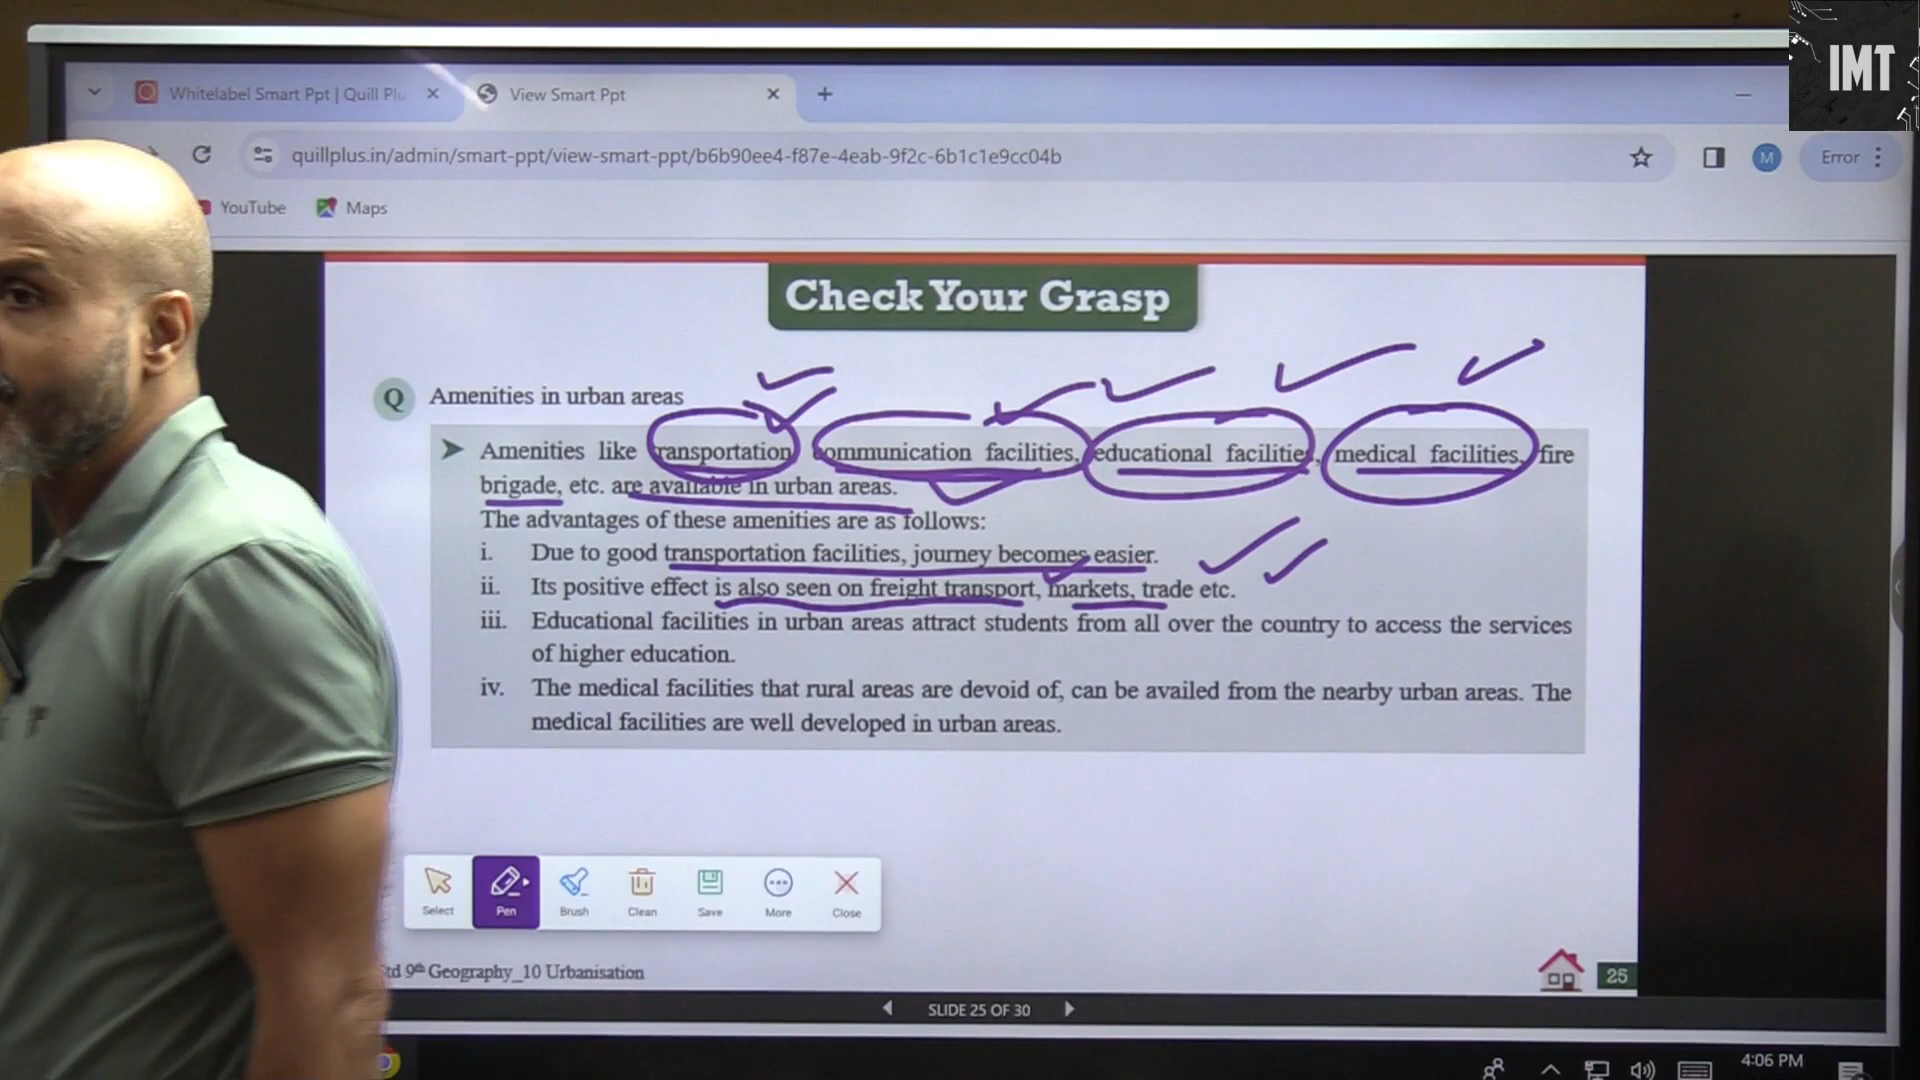 IMT
Whitelabel Smart Ppt | Quill Plu
View Smart Ppt
quillplus.in/admin/smart-ppt/view-smart-ppt/b6b90ee4-f87e-4eab-9f2c-6b1c1e9cc04b
M
Error
YouTube
Maps
Check Your Grasp
Q Amenities in urban areas
Amenities like transportation communication facilities, educational facilities, medical facilities, fire
brigade, etc. are available in urban areas.
The advantages of these amenities are as follows:
i. Due to good transportation facilities, journey becomes easier.
ii. Its positive effect is also seen on freight transport, markets, trade etc.
iii. Educational facilities in urban areas attract students from all over the country to access the services
of higher education.
iv. The medical facilities that rural areas are devoid of, can be availed from the nearby urban areas. The
medical facilities are well developed in urban areas.
Select
Pen
Brush
Clean
Save
More
Close
Std 9th Geography_10 Urbanisation
25
SLIDE 25 OF 30
4:06 PM